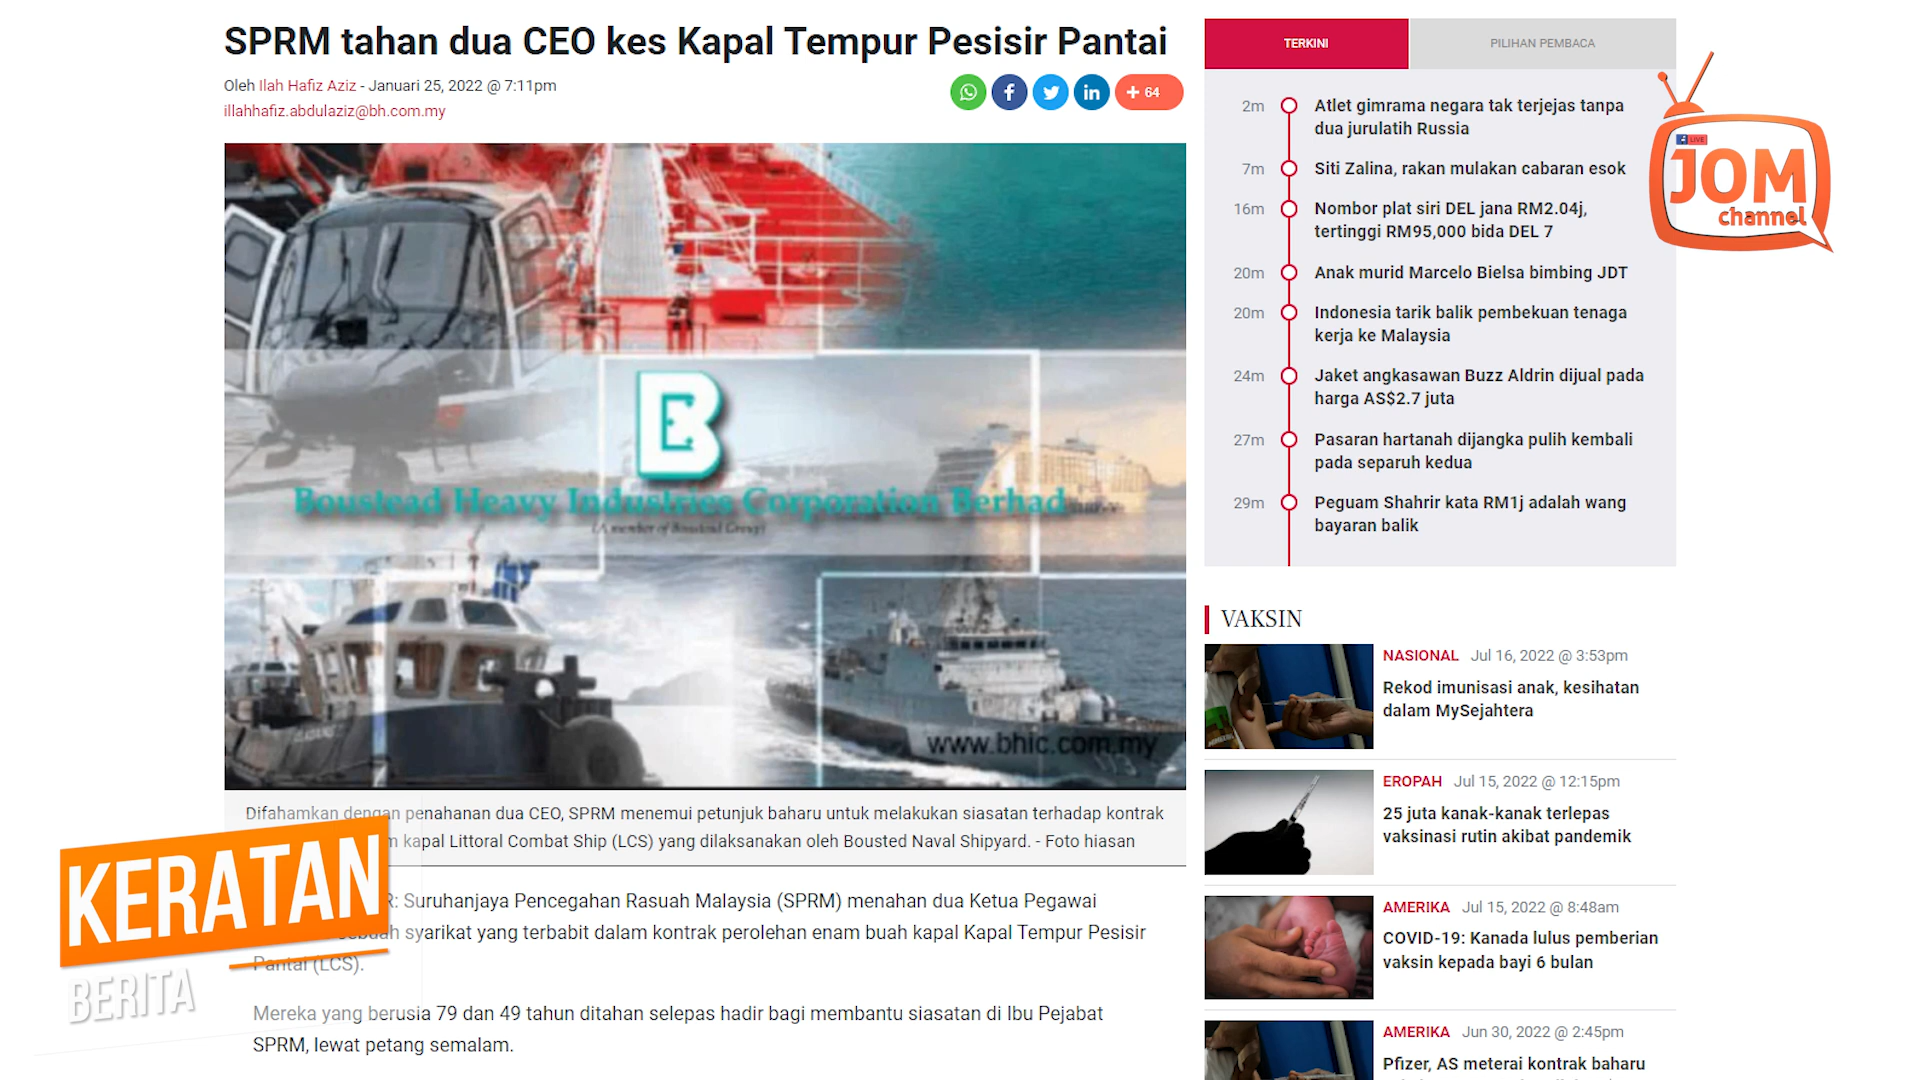 SPRM tahan dua CEO kes Kapal Tempur Pesisir Pantai
Oleh Ilah Hafiz Aziz - Januari 25, 2022 @ 7:11pm
illahhafiz.abdulaziz@bh.com.my
+ 64
B
Boustead Heavy Industries Corporation Berhad
(A member of Boustead Group)
www.bhic.com.my
Difahamkan dengan penahanan dua CEO, SPRM menemui petunjuk baharu untuk melakukan siasatan terhadap kontrak
kapal Littoral Combat Ship (LCS) yang dilaksanakan oleh Bousted Naval Shipyard. - Foto hiasan
R: Suruhanjaya Pencegahan Rasuah Malaysia (SPRM) menahan dua Ketua Pegawai
syarikat yang terbabit dalam kontrak perolehan enam buah kapal Kapal Tempur Pesisir
Pantai (LCS).
Mereka yang berusia 79 dan 49 tahun ditahan selepas hadir bagi membantu siasatan di Ibu Pejabat
SPRM, lewat petang semalam.
KERATAN
BERITA
TERKINI
PILIHAN PEMBACA
2m Atlet gimrama negara tak terjejas tanpa
dua jurulatih Russia
7m Siti Zalina, rakan mulakan cabaran esok
16m Nombor plat siri DEL jana RM2.04j,
tertinggi RM95,000 bida DEL 7
20m Anak murid Marcelo Bielsa bimbing JDT
20m Indonesia tarik balik pembekuan tenaga
kerja ke Malaysia
24m Jaket angkasawan Buzz Aldrin dijual pada
harga AS$2.7 juta
27m Pasaran hartanah dijangka pulih kembali
pada separuh kedua
29m Peguam Shahrir kata RM1j adalah wang
bayaran balik
LIVE
JOM
channel
VAKSIN
NASIONAL Jul 16, 2022 @ 3:53pm
Rekod imunisasi anak, kesihatan
dalam MySejahtera
EROPAH Jul 15, 2022 @ 12:15pm
25 juta kanak-kanak terlepas
vaksinasi rutin akibat pandemik
AMERIKA Jul 15, 2022 @ 8:48am
COVID-19: Kanada lulus pemberian
vaksin kepada bayi 6 bulan
AMERIKA Jun 30, 2022 @ 2:45pm
Pfizer, AS meterai kontrak baharu